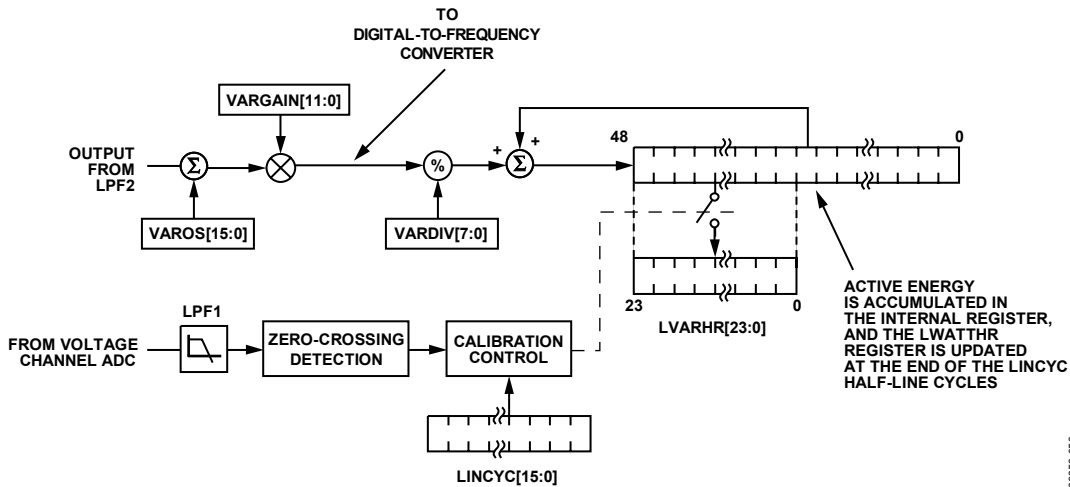 TO
DIGITAL-TO-FREQUENCY
CONVERTER
VARGAIN[11:0]
48
0
OUTPUT
FROM
LPF2
Σ
%
+
+
Σ
VAROS[15:0]
VARDIV[7:0]
23
0
LVARHR[23:0]
ACTIVE ENERGY
IS ACCUMULATED IN
THE INTERNAL REGISTER,
AND THE LWATTHR
REGISTER IS UPDATED
AT THE END OF THE LINCYC
HALF-LINE CYCLES
LPF1
FROM VOLTAGE
CHANNEL ADC
ZERO-CROSSING
DETECTION
CALIBRATION
CONTROL
LINCYC[15:0]